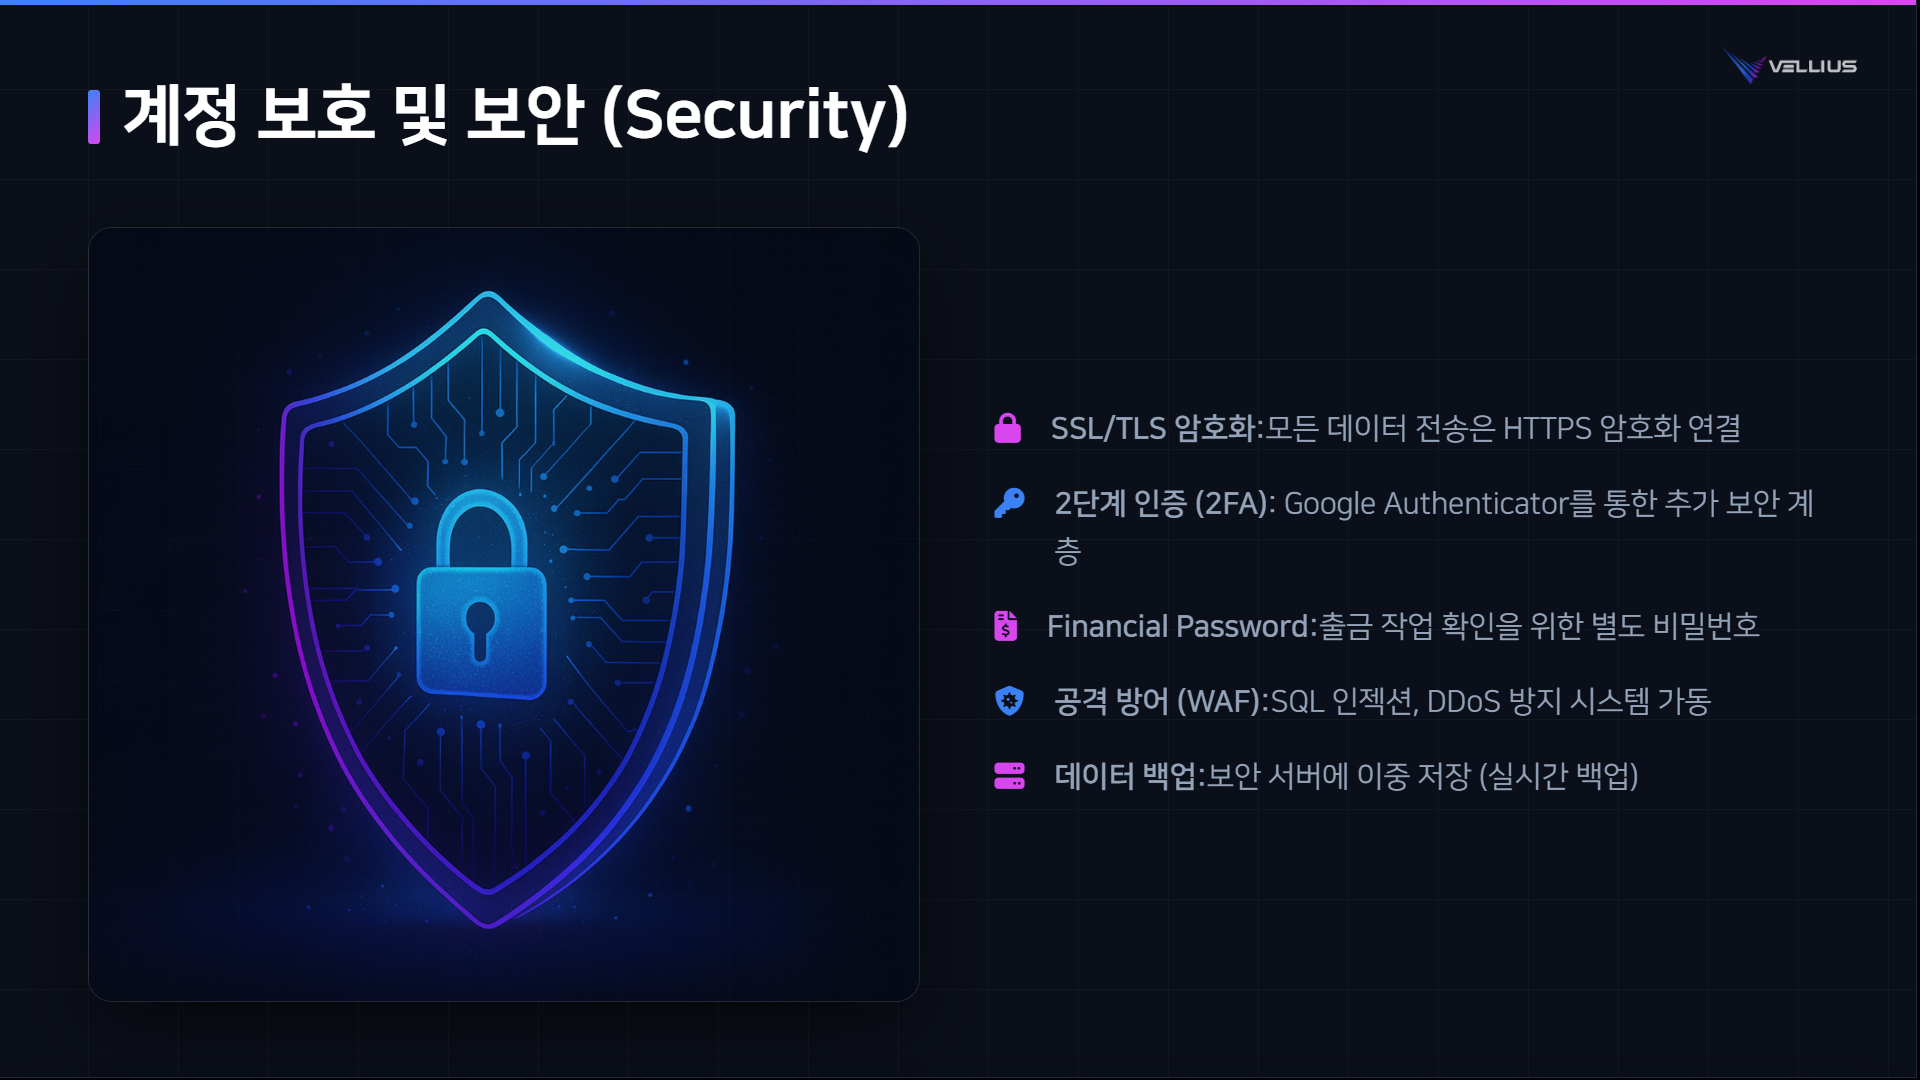 VELLIUS
계정 보호 및 보안 (Security)
SSL/TLS 암호화:모든 데이터 전송은 HTTPS 암호화 연결
2단계 인증 (2FA): Google Authenticator를 통한 추가 보안 계
층
Financial Password:출금 작업 확인을 위한 별도 비밀번호
공격 방어 (WAF):SQL 인젝션, DDoS 방지 시스템 가동
데이터 백업:보안 서버에 이중 저장 (실시간 백업)